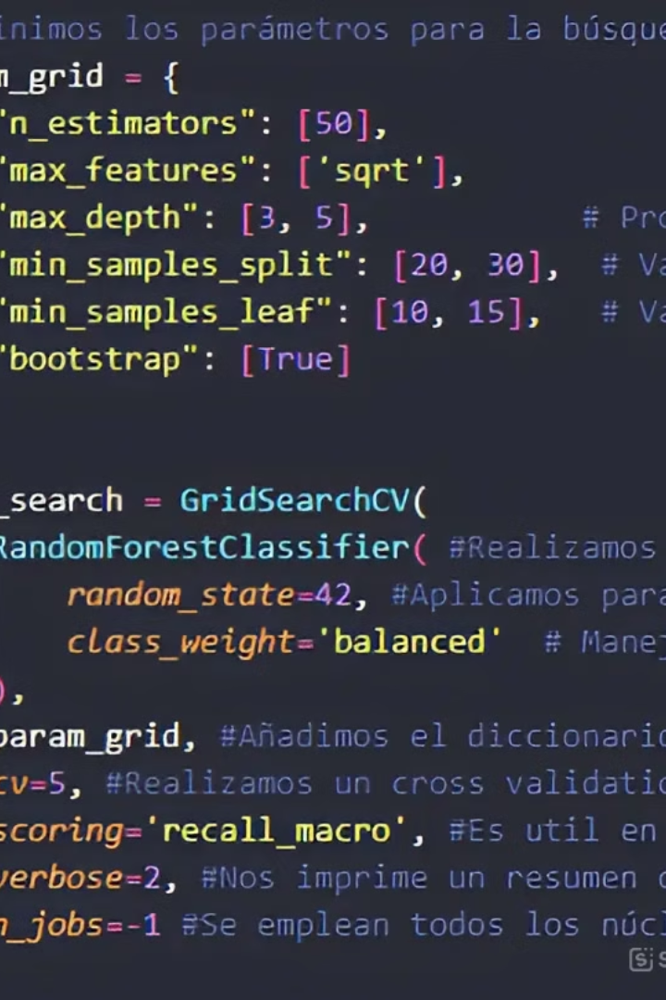 inimos los parámetros para la búsque
m_grid = {
"n_estimators": [50],
"max_features": ['sqrt'],
"max_depth": [3, 5], # Pro
"min_samples_split": [20, 30], # Va
"min_samples_leaf": [10, 15], # Va
"bootstrap": [True]
_search = GridSearchCV(
RandomForestClassifier( #Realizamos
random_state=42, #Aplicamos para
class_weight='balanced' # Manej
),
param_grid, #Añadimos el diccionario
cv=5, #Realizamos un cross validatio
scoring='recall_macro', #Es util en
verbose=2, #Nos imprime un resumen d
n_jobs=-1 #Se emplean todos los núcl